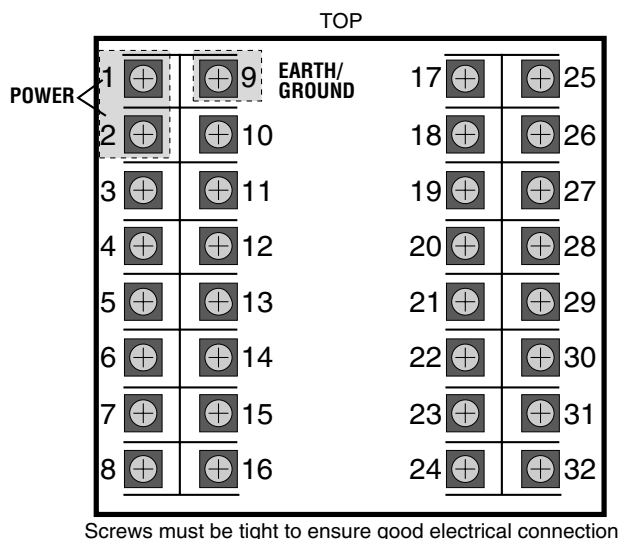 TOP
POWER
1 9 EARTH/ 17 25
GROUND
2 10 18 26
3 11 19 27
4 12 20 28
5 13 21 29
6 14 22 30
7 15 23 31
8 16 24 32
Screws must be tight to ensure good electrical connection